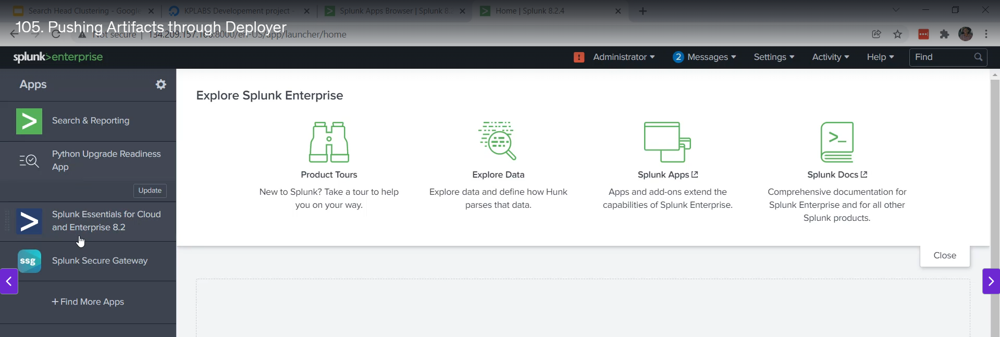 Search Head Clustering - Google
KPLABS Developement project -
Splunk Apps Browser | Splunk 8.2
Home | Splunk 8.2.4
105. Pushing Artifacts through Deployer
Not secure | 134.209.157.166:8000/en-US/app/launcher/home
splunk>enterprise
! Administrator
2 Messages
Settings
Activity
Help
Find
Apps
Search & Reporting
Python Upgrade Readiness
App
Update
Splunk Essentials for Cloud
and Enterprise 8.2
ssg
Splunk Secure Gateway
+ Find More Apps
Explore Splunk Enterprise
Product Tours
New to Splunk? Take a tour to help
you on your way.
Explore Data
Explore data and define how Hunk
parses that data.
Splunk Apps
Apps and add-ons extend the
capabilities of Splunk Enterprise.
>_
Splunk Docs
Comprehensive documentation for
Splunk Enterprise and for all other
Splunk products.
Close